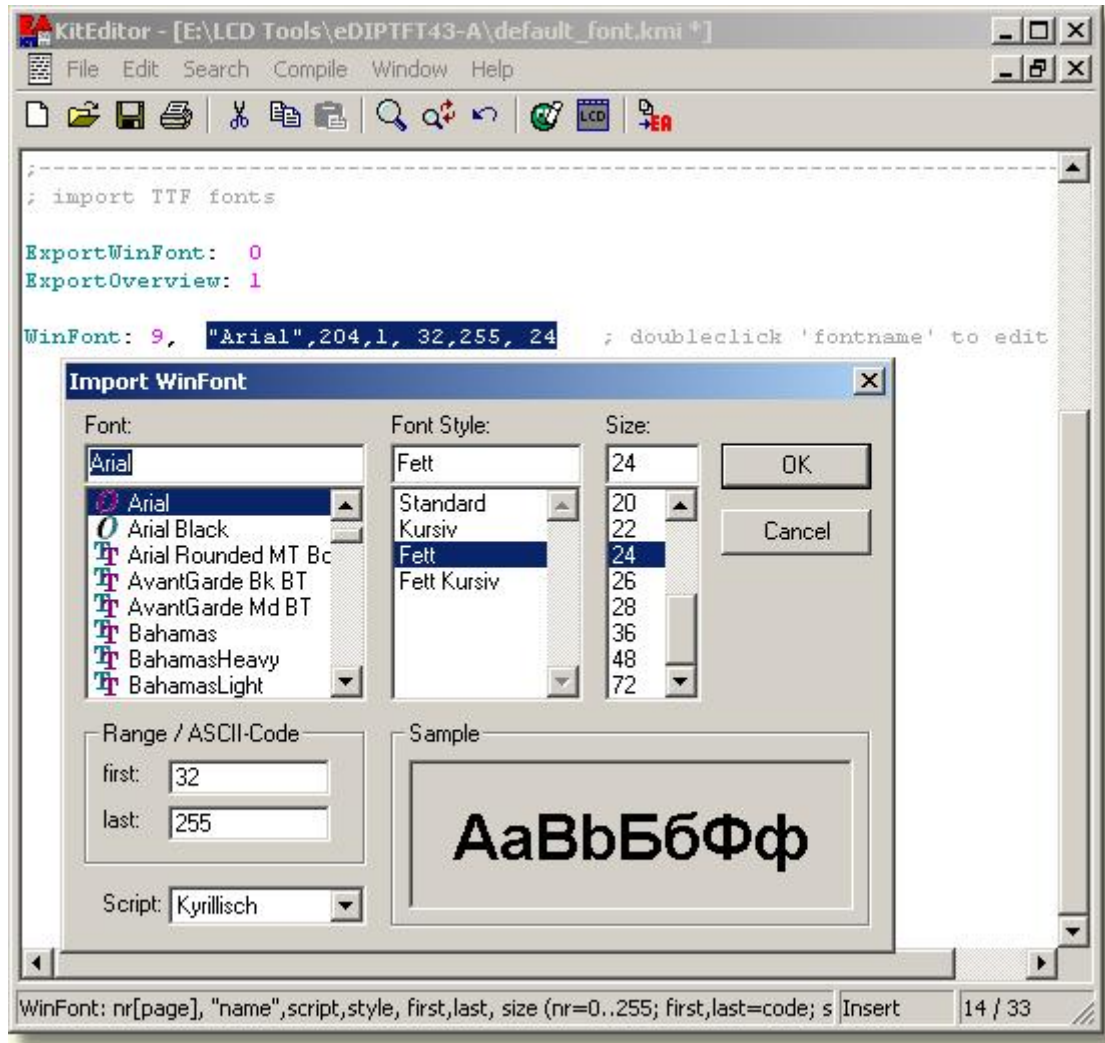 KitEditor - [E:\LCD Tools\eDIPTFT43-A\default_font.kmi *]
File Edit Search Compile Window Help
LCD EA
;
; import TTF fonts
ExportWinFont: 0
ExportOverview: 1
WinFont: 9, "Arial",204,1, 32,255, 24 ; doubleclick 'fontname' to edit
Import WinFont
Font: Font Style: Size:
Arial Fett 24 OK
Arial Standard 20
Arial Black Kursiv 22 Cancel
Arial Rounded MT Bc Fett 24
AvantGarde Bk BT Fett Kursiv 26
AvantGarde Md BT 28
Bahamas 36
BahamasHeavy 48
BahamasLight 72
Range / ASCII-Code Sample
first: 32
last: 255
AaBbБбФф
Script: Kyrillisch
WinFont: nr[page], "name",script,style, first,last, size (nr=0..255; first,last=code; s Insert 14 / 33